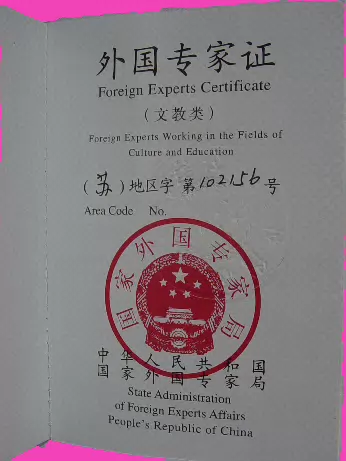 外国专家证
Foreign Experts Certificate
(文教类)
Foreign Experts Working in the Fields of
Culture and Education
(苏)地区字 第102156号
Area Code No.
国家外国专家局
中华人民共和国
国家外国专家局
State Administration
of Foreign Experts Affairs
People's Republic of China